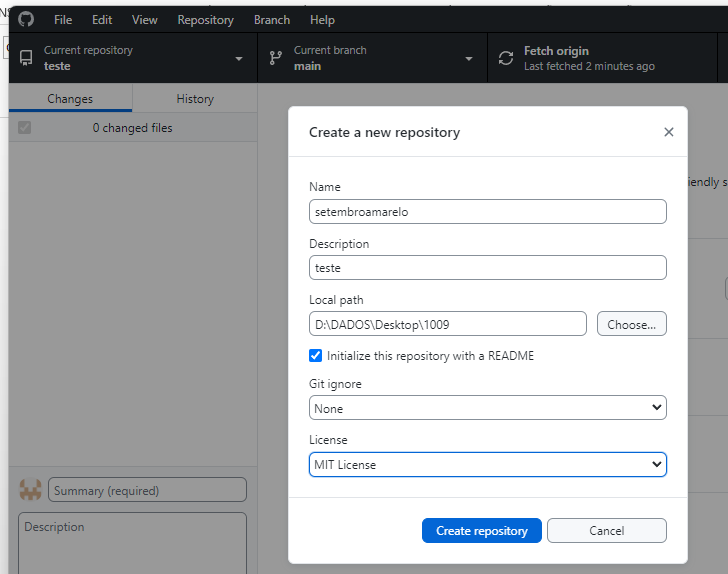 File Edit View Repository Branch Help
Current repository
teste
Current branch
main
Fetch origin
Last fetched 2 minutes ago
Changes
History
0 changed files
Create a new repository
Name
setembroamarelo
Description
teste
Local path
D:\DADOS\Desktop\1009
Choose...
Initialize this repository with a README
Git ignore
None
License
MIT License
Create repository
Cancel
Summary (required)
Description